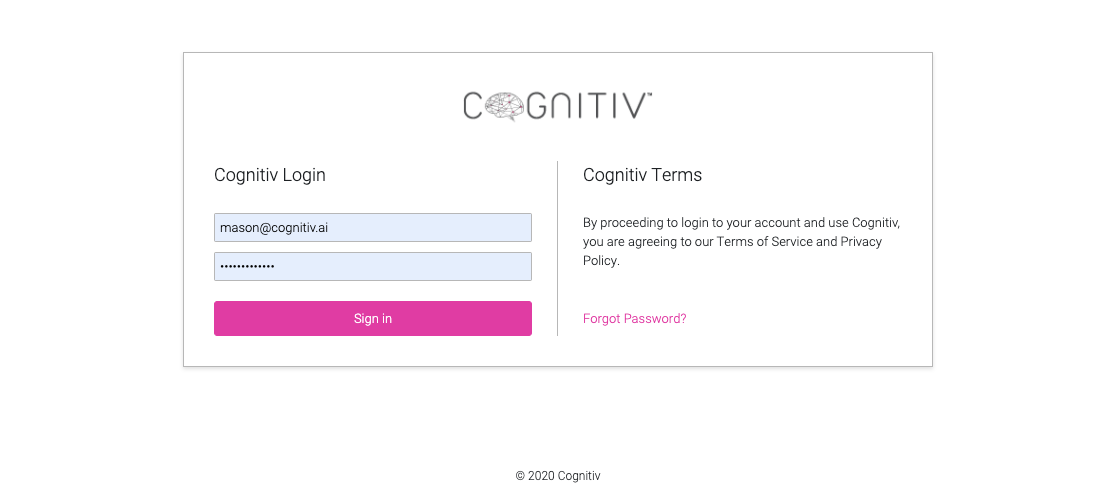 COGNITIV™
Cognitiv Login
mason@cognitiv.ai
•••••••••••••
Sign in
Cognitiv Terms
By proceeding to login to your account and use Cognitiv,
you are agreeing to our Terms of Service and Privacy
Policy.
Forgot Password?
© 2020 Cognitiv